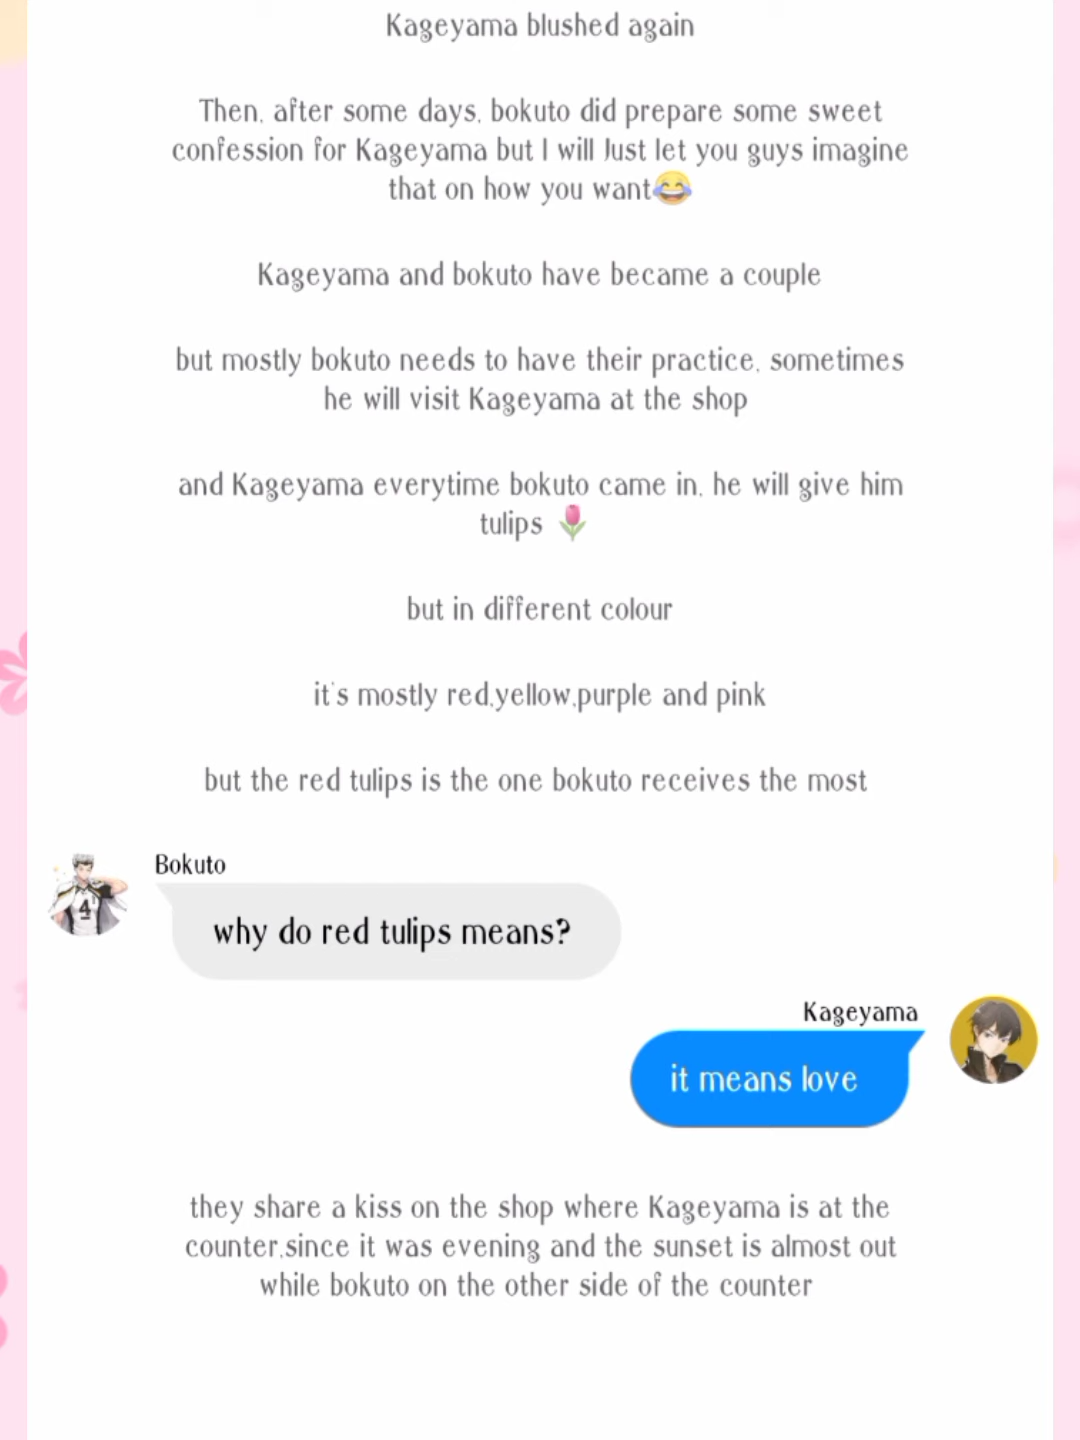 Kageyama blushed again
Then, after some days, bokuto did prepare some sweet
confession for Kageyama but I will Just let you guys imagine
that on how you want😂
Kageyama and bokuto have became a couple
but mostly bokuto needs to have their practice, sometimes
he will visit Kageyama at the shop
and Kageyama everytime bokuto came in, he will give him
tulips 🌷
but in different colour
it's mostly red,yellow,purple and pink
but the red tulips is the one bokuto receives the most
Bokuto
4
why do red tulips means?
Kageyama
it means love
they share a kiss on the shop where Kageyama is at the
counter,since it was evening and the sunset is almost out
while bokuto on the other side of the counter